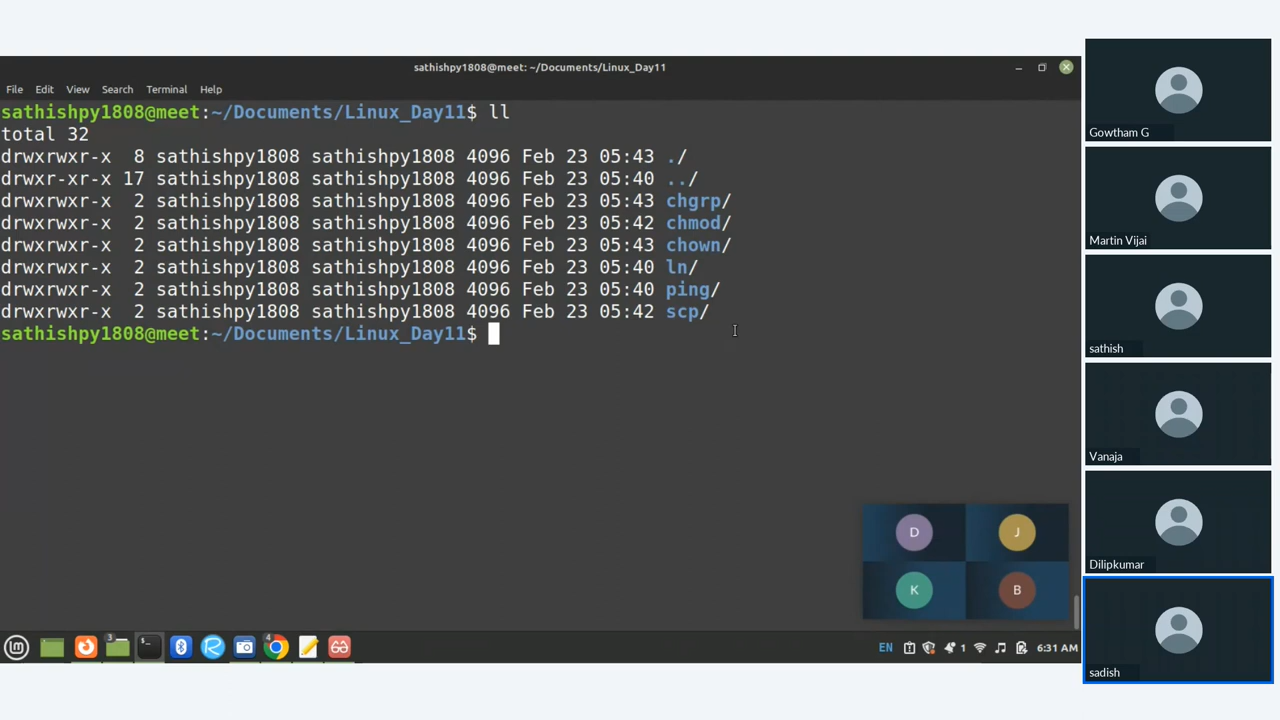 sathishpy1808@meet: ~/Documents/Linux_Day11
File Edit View Search Terminal Help
sathishpy1808@meet:~/Documents/Linux_Day11$ ll
total 32
drwxrwxr-x  8 sathishpy1808 sathishpy1808 4096 Feb 23 05:43 ./
drwxr-xr-x 17 sathishpy1808 sathishpy1808 4096 Feb 23 05:40 ../
drwxrwxr-x  2 sathishpy1808 sathishpy1808 4096 Feb 23 05:43 chgrp/
drwxrwxr-x  2 sathishpy1808 sathishpy1808 4096 Feb 23 05:42 chmod/
drwxrwxr-x  2 sathishpy1808 sathishpy1808 4096 Feb 23 05:43 chown/
drwxrwxr-x  2 sathishpy1808 sathishpy1808 4096 Feb 23 05:40 ln/
drwxrwxr-x  2 sathishpy1808 sathishpy1808 4096 Feb 23 05:40 ping/
drwxrwxr-x  2 sathishpy1808 sathishpy1808 4096 Feb 23 05:42 scp/
sathishpy1808@meet:~/Documents/Linux_Day11$
D J
K B
3 4 EN 1 6:31 AM
Gowtham G
Martin Vijai
sathish
Vanaja
Dilipkumar
sadish